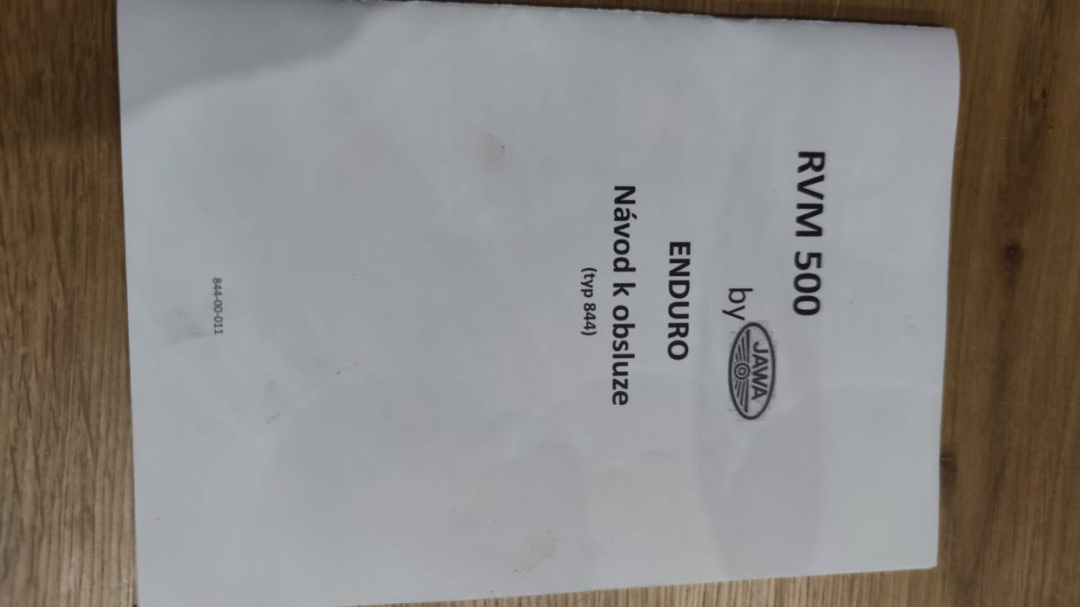 RVM 500
by JAWA
ENDURO
Návod k obsluze
(typ 844)
844-00-011